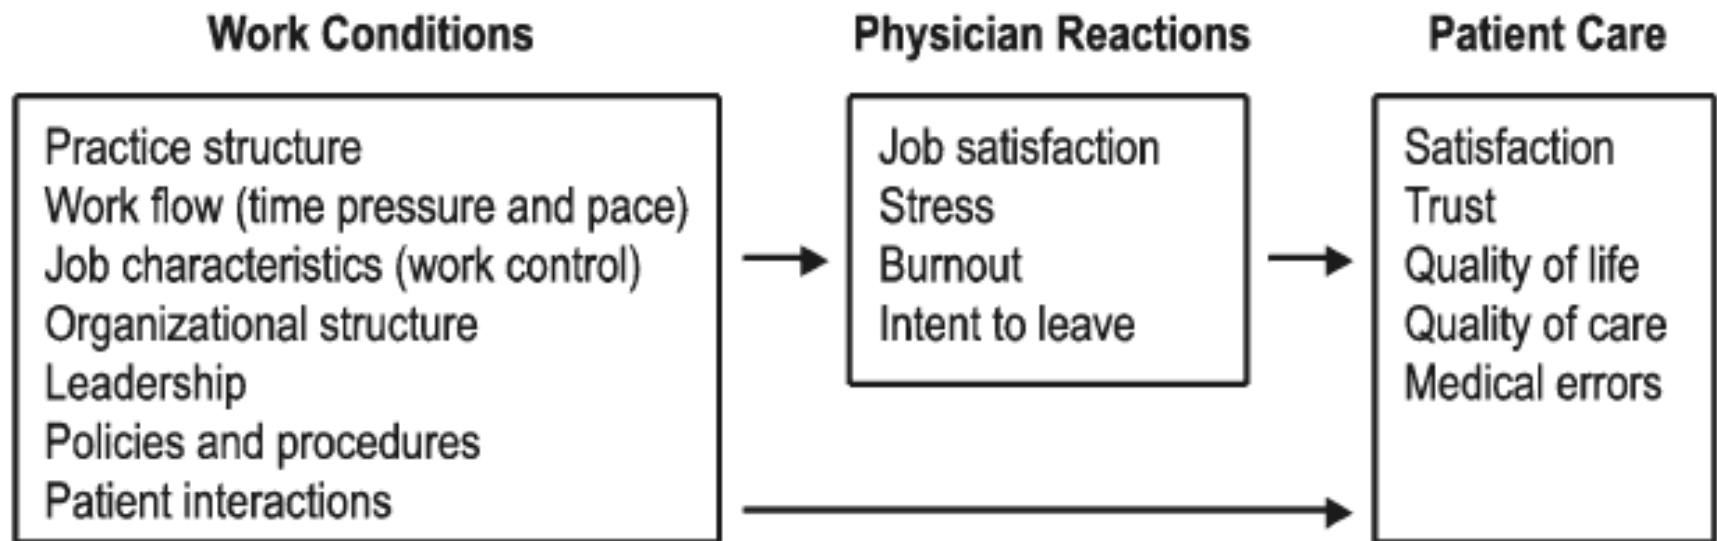 Work Conditions
Practice structure
Work flow (time pressure and pace)
Job characteristics (work control)
Organizational structure
Leadership
Policies and procedures
Patient interactions
Physician Reactions
Job satisfaction
Stress
Burnout
Intent to leave
Patient Care
Satisfaction
Trust
Quality of life
Quality of care
Medical errors